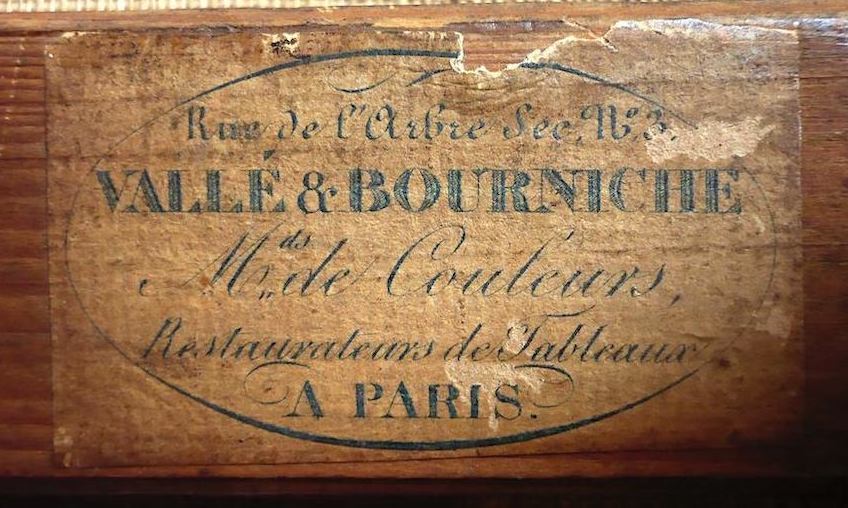 Rue de l'Arbre Sec, N.º 3,
VALLÉ & BOURNICHE
M.ds de Couleurs,
Restaurateurs de Tableaux
A PARIS.